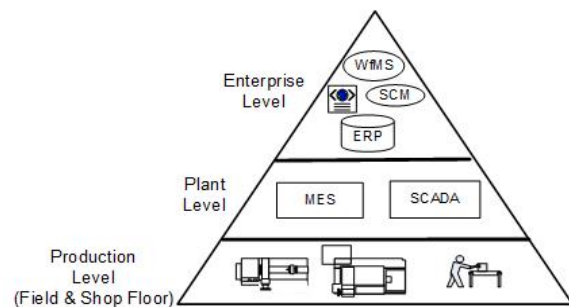 WfMS
Enterprise
Level
SCM
ERP
Plant
Level
MES
SCADA
Production
Level
(Field & Shop Floor)